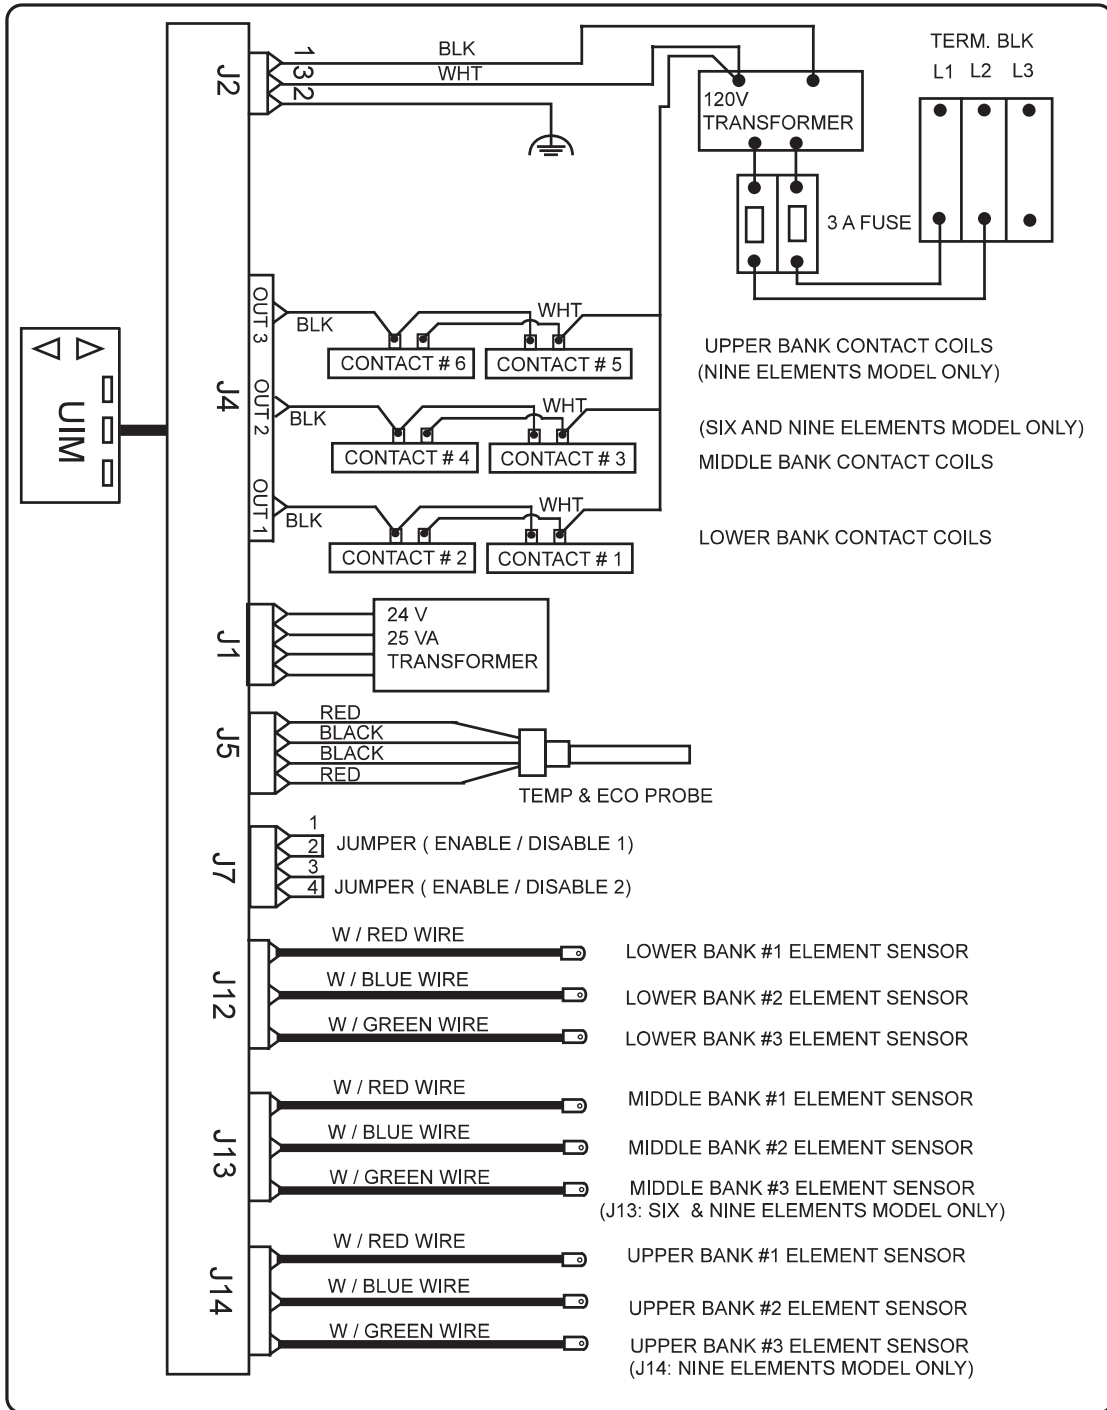 J2
1
3
2
BLK
WHT
120V
TRANSFORMER
TERM. BLK
L1 L2 L3
3 A FUSE
UIM
J4
OUT 3
BLK
WHT
CONTACT # 6
CONTACT # 5
UPPER BANK CONTACT COILS
(NINE ELEMENTS MODEL ONLY)
OUT 2
BLK
WHT
CONTACT # 4
CONTACT # 3
(SIX AND NINE ELEMENTS MODEL ONLY)
MIDDLE BANK CONTACT COILS
OUT 1
BLK
WHT
CONTACT # 2
CONTACT # 1
LOWER BANK CONTACT COILS
J1
24 V
25 VA
TRANSFORMER
J5
RED
BLACK
BLACK
RED
TEMP & ECO PROBE
J7
1
2
3
4
JUMPER ( ENABLE / DISABLE 1)
JUMPER ( ENABLE / DISABLE 2)
J12
W / RED WIRE
LOWER BANK #1 ELEMENT SENSOR
W / BLUE WIRE
LOWER BANK #2 ELEMENT SENSOR
W / GREEN WIRE
LOWER BANK #3 ELEMENT SENSOR
J13
W / RED WIRE
MIDDLE BANK #1 ELEMENT SENSOR
W / BLUE WIRE
MIDDLE BANK #2 ELEMENT SENSOR
W / GREEN WIRE
MIDDLE BANK #3 ELEMENT SENSOR
(J13: SIX & NINE ELEMENTS MODEL ONLY)
J14
W / RED WIRE
UPPER BANK #1 ELEMENT SENSOR
W / BLUE WIRE
UPPER BANK #2 ELEMENT SENSOR
W / GREEN WIRE
UPPER BANK #3 ELEMENT SENSOR
(J14: NINE ELEMENTS MODEL ONLY)